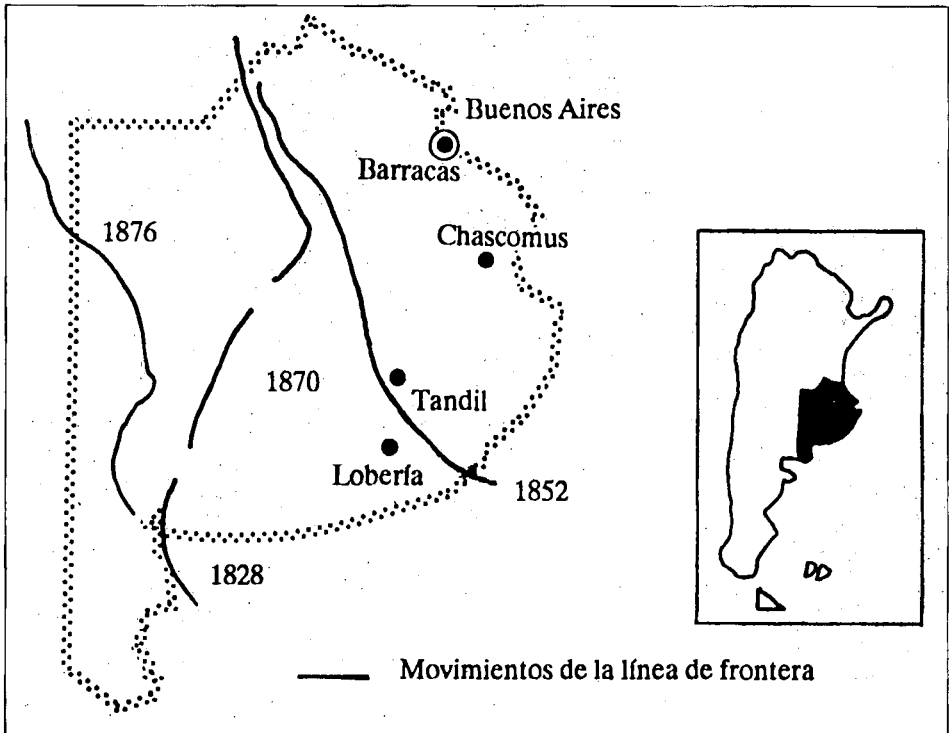 Buenos Aires
Barracas
Chascomus
1876
1870
Tandil
Lobería
1852
1828
Movimientos de la línea de frontera